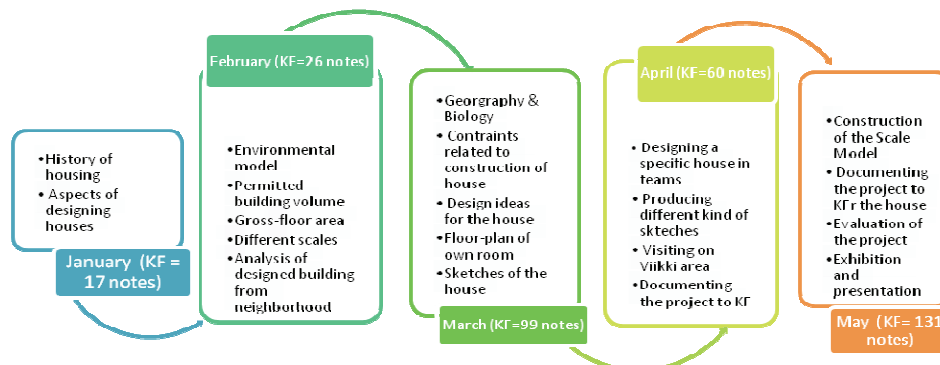 • History of
housing
• Aspects of
designing
houses
January (KF =
17 notes)
February (KF=26 notes)
• Environmental
model
• Permitted
building volume
• Gross-floor area
• Different scales
• Analysis of
designed building
from
neighborhood
• Georgraphy &
Biology
• Contraints
related to
construction of
house
• Design ideas
for the house
• Floor-plan of
own room
• Sketches of the
house
March (KF=99 notes)
April (KF=60 notes)
• Designing a
specific house in
teams
• Producing
different kind of
skteches
• Visiting on
Viikki area
• Documenting
the project to KF
• Construction
of the Scale
Model
• Documenting
the project to
KFr the house
• Evaluation of
the project
• Exhibition
and
presentation
May (KF= 131
notes)